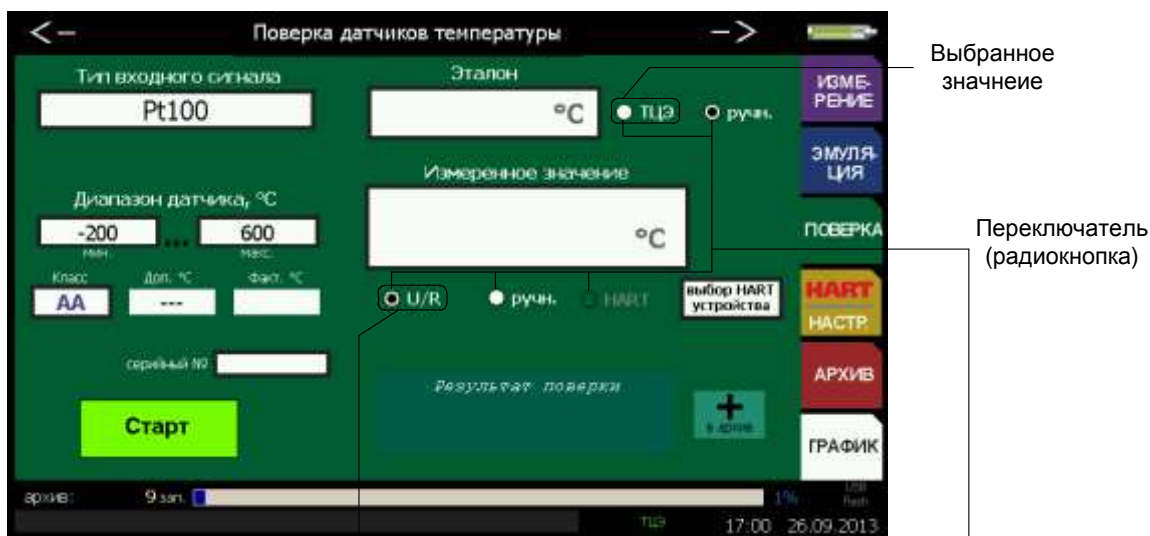 <− Поверка датчиков температуры −>
Тип входного сигнала
Pt100
Эталон
°C
ТЦЭ
ручн.
Измеренное значение
°C
Диапазон датчика, °C
-200 ... 600
мин. макс.
Класс Доп. °C Факт. °C
AA ---
U/R
ручн.
HART
выбор HART
устройства
серийный №
Старт
Результат поверки
+
в архив
ИЗМЕ-
РЕНИЕ
ЭМУЛЯ-
ЦИЯ
ПОВЕРКА
HART
НАСТР.
АРХИВ
ГРАФИК
архив: 9 зап. 1% USB
flash
ТЦЭ 17:00 26.09.2013
Выбранное
значнеие
Переключатель
(радиокнопка)